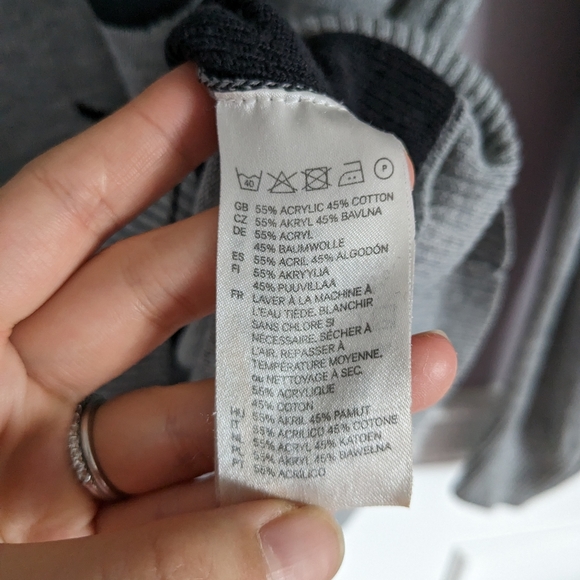 40 P
GB 55% ACRYLIC 45% COTTON
CZ 55% AKRYL 45% BAVLNA
DE 55% ACRYL
45% BAUMWOLLE
ES 55% ACRIL 45% ALGODÓN
FI 55% AKRYYLIA
45% PUUVILLAA
FR LAVER À LA MACHINE À
L'EAU TIÈDE. BLANCHIR
SANS CHLORE SI
NÉCESSAIRE. SÉCHER À
L'AIR. REPASSER À
TEMPÉRATURE MOYENNE.
ou NETTOYAGE À SEC.
55% ACRYLIQUE
45% COTON
HU 55% AKRIL 45% PAMUT
IT 55% ACRILICO 45% COTONE
NL 55% ACRYL 45% KATOEN
PL 55% AKRYL 45% BAWEŁNA
PT 55% ACRÍLICO